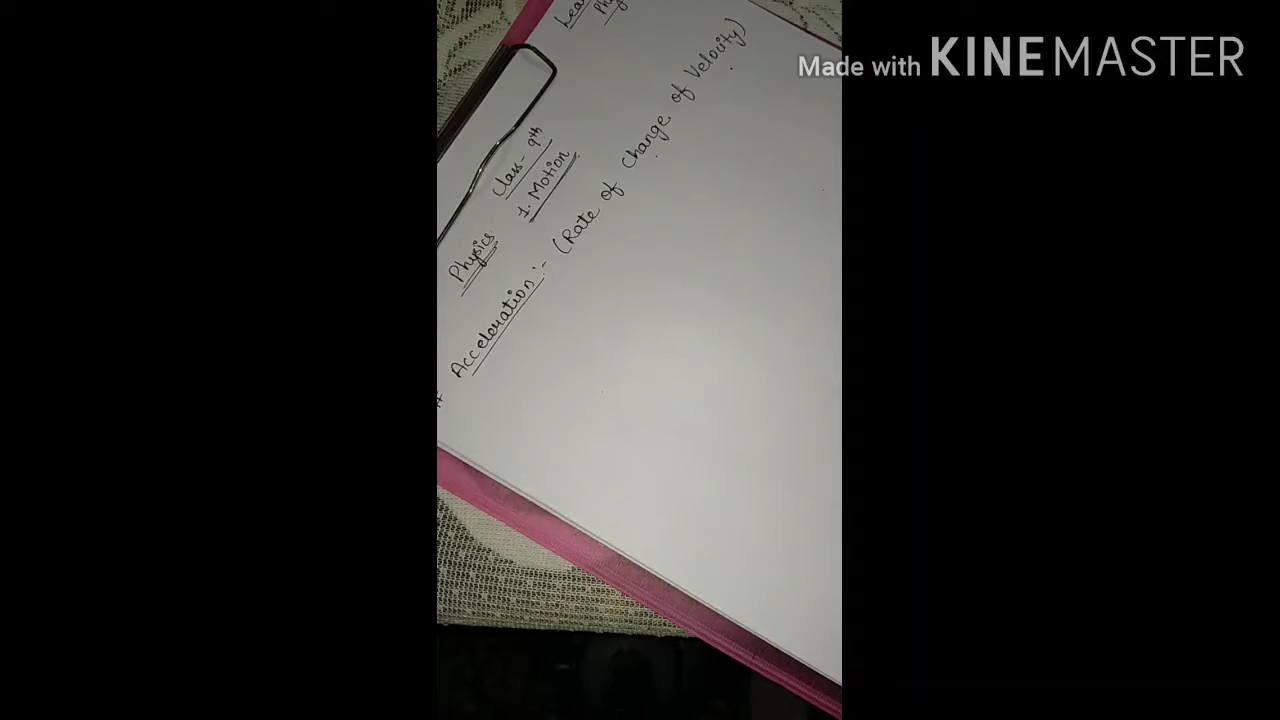 Made with KINEMASTER
Class- 9th
Physics
1. Motion
# Acceleration :- (Rate of change of Velocity)